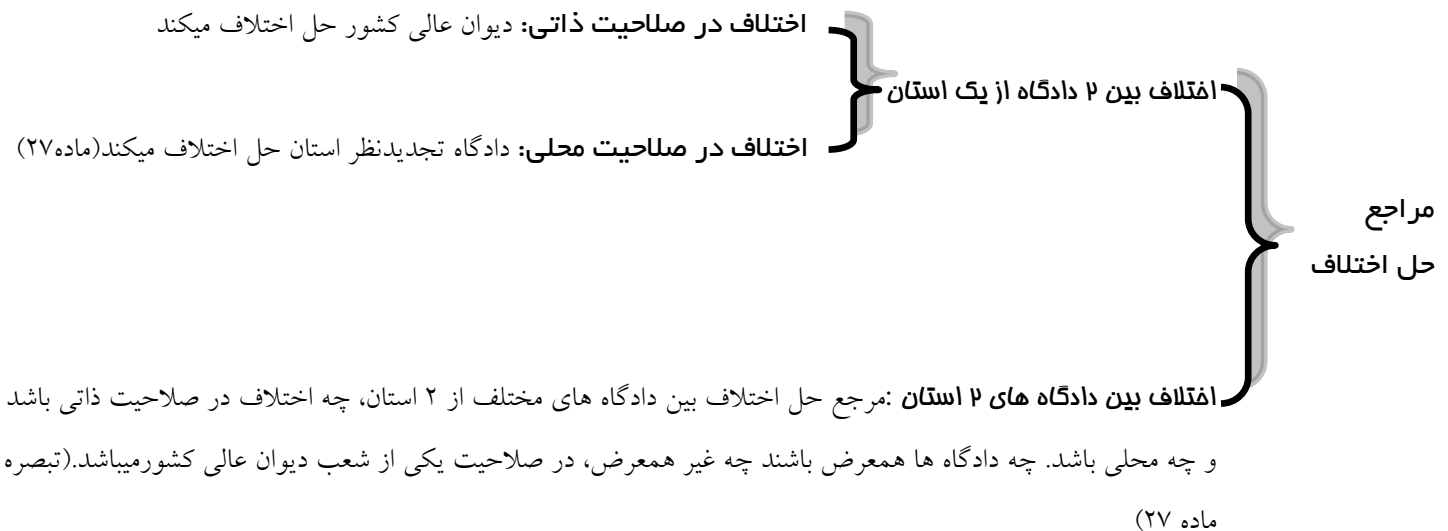 مراجع
حل اختلاف
اختلاف بین ۲ دادگاه از یک استان
اختلاف در صلاحیت ذاتی: دیوان عالی کشور حل اختلاف میکند
اختلاف در صلاحیت محلی: دادگاه تجدیدنظر استان حل اختلاف میکند(ماده۲۷)
اختلاف بین دادگاه های ۲ استان :مرجع حل اختلاف بین دادگاه های مختلف از ۲ استان، چه اختلاف در صلاحیت ذاتی باشد
و چه محلی باشد. چه دادگاه ها همعرض باشند چه غیر همعرض، در صلاحیت یکی از شعب دیوان عالی کشورمیباشد.(تبصره
ماده ۲۷)